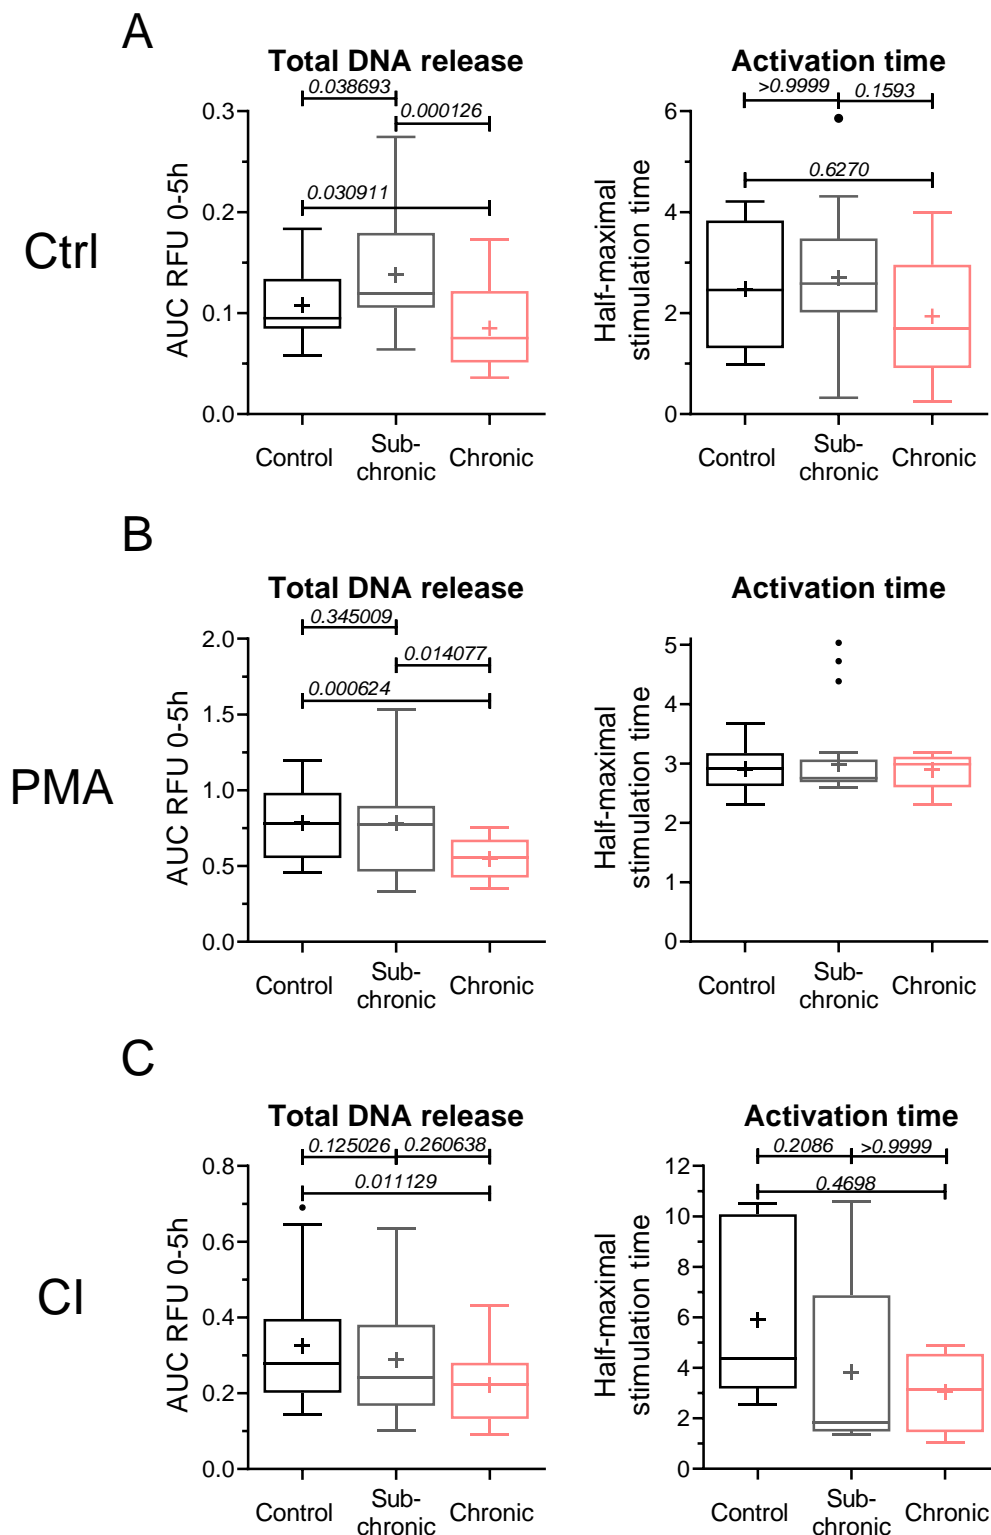 A
Total DNA release
0.038693
0.000126
0.030911
AUC RFU 0-5h
0.3
0.2
0.1
0.0
Control
Sub-
chronic
Chronic
Activation time
>0.9999
0.1593
0.6270
Half-maximal
stimulation time
6
4
2
0
Control
Sub-
chronic
Chronic
Ctrl
B
Total DNA release
0.345009
0.014077
0.000624
AUC RFU 0-5h
2.0
1.5
1.0
0.5
0.0
Control
Sub-
chronic
Chronic
Activation time
Half-maximal
stimulation time
5
4
3
2
1
0
Control
Sub-
chronic
Chronic
PMA
C
Total DNA release
0.125026
0.260638
0.011129
AUC RFU 0-5h
0.8
0.6
0.4
0.2
0.0
Control
Sub-
chronic
Chronic
Activation time
0.2086
>0.9999
0.4698
Half-maximal
stimulation time
12
10
8
6
4
2
0
Control
Sub-
chronic
Chronic
CI